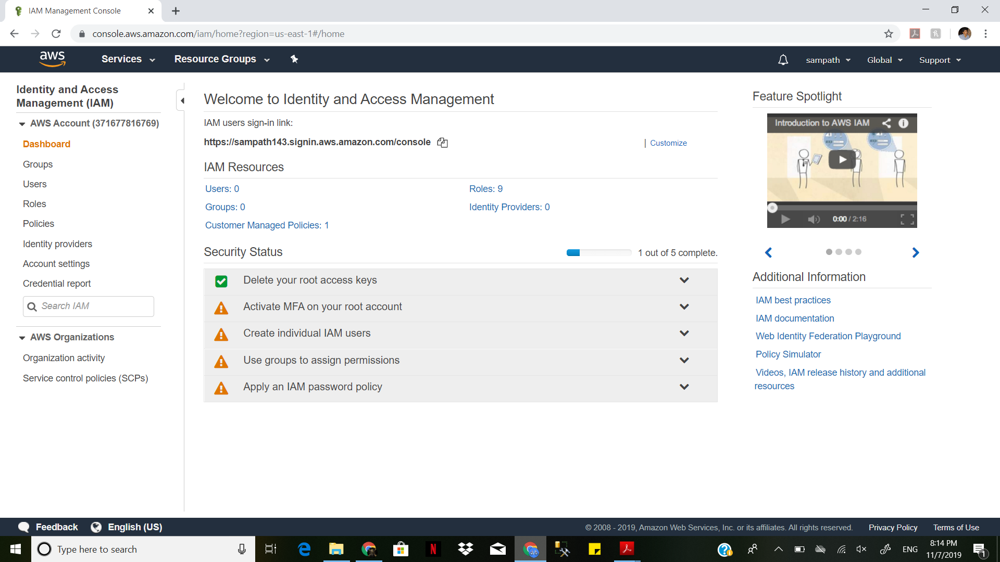 IAM Management Console
console.aws.amazon.com/iam/home?region=us-east-1#/home
aws
Services
Resource Groups
sampath
Global
Support
Identity and Access
Management (IAM)
AWS Account (371677816769)
Dashboard
Groups
Users
Roles
Policies
Identity providers
Account settings
Credential report
Search IAM
AWS Organizations
Organization activity
Service control policies (SCPs)
Welcome to Identity and Access Management
IAM users sign-in link:
https://sampath143.signin.aws.amazon.com/console
| Customize
IAM Resources
Users: 0
Roles: 9
Groups: 0
Identity Providers: 0
Customer Managed Policies: 1
Security Status
1 out of 5 complete.
Delete your root access keys
Activate MFA on your root account
Create individual IAM users
Use groups to assign permissions
Apply an IAM password policy
Feature Spotlight
Introduction to AWS IAM
0:00 / 2:16
Additional Information
IAM best practices
IAM documentation
Web Identity Federation Playground
Policy Simulator
Videos, IAM release history and additional
resources
Feedback
English (US)
© 2008 - 2019, Amazon Web Services, Inc. or its affiliates. All rights reserved.
Privacy Policy
Terms of Use
Type here to search
ENG
8:14 PM
11/7/2019
1